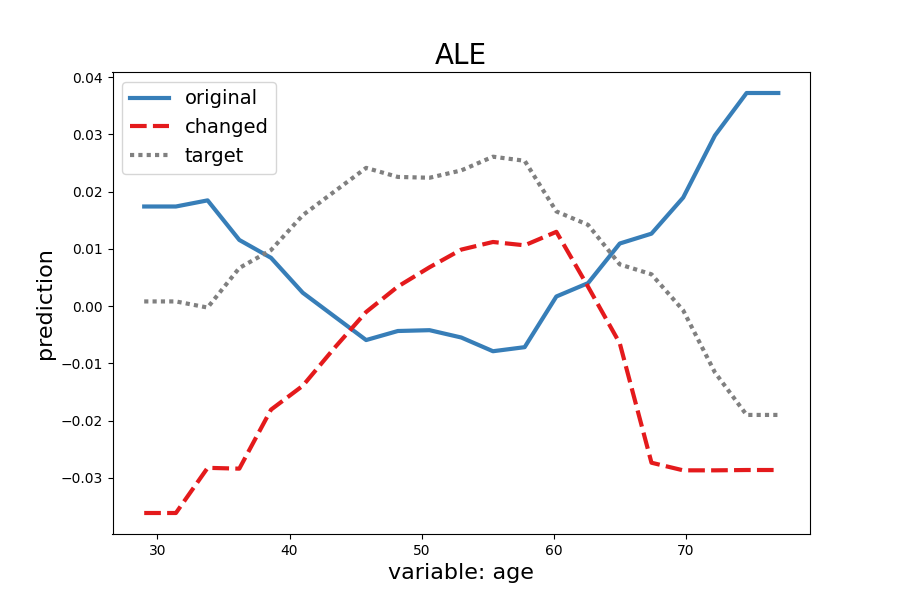 ALE
original
changed
target
0.04
0.03
0.02
0.01
0.00
−0.01
−0.02
−0.03
prediction
30 40 50 60 70
variable: age